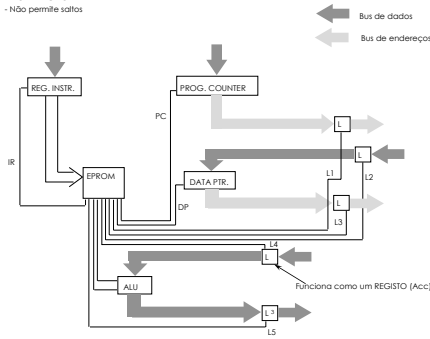 - Não permite saltos
Bus de dados
Bus de endereços
REG. INSTR.
PROG. COUNTER
PC
L
IR
EPROM
DATA PTR.
L
L1
L2
DP
L
L3
L4
L
ALU
Funciona como um REGISTO (Acc)
L 3
L5